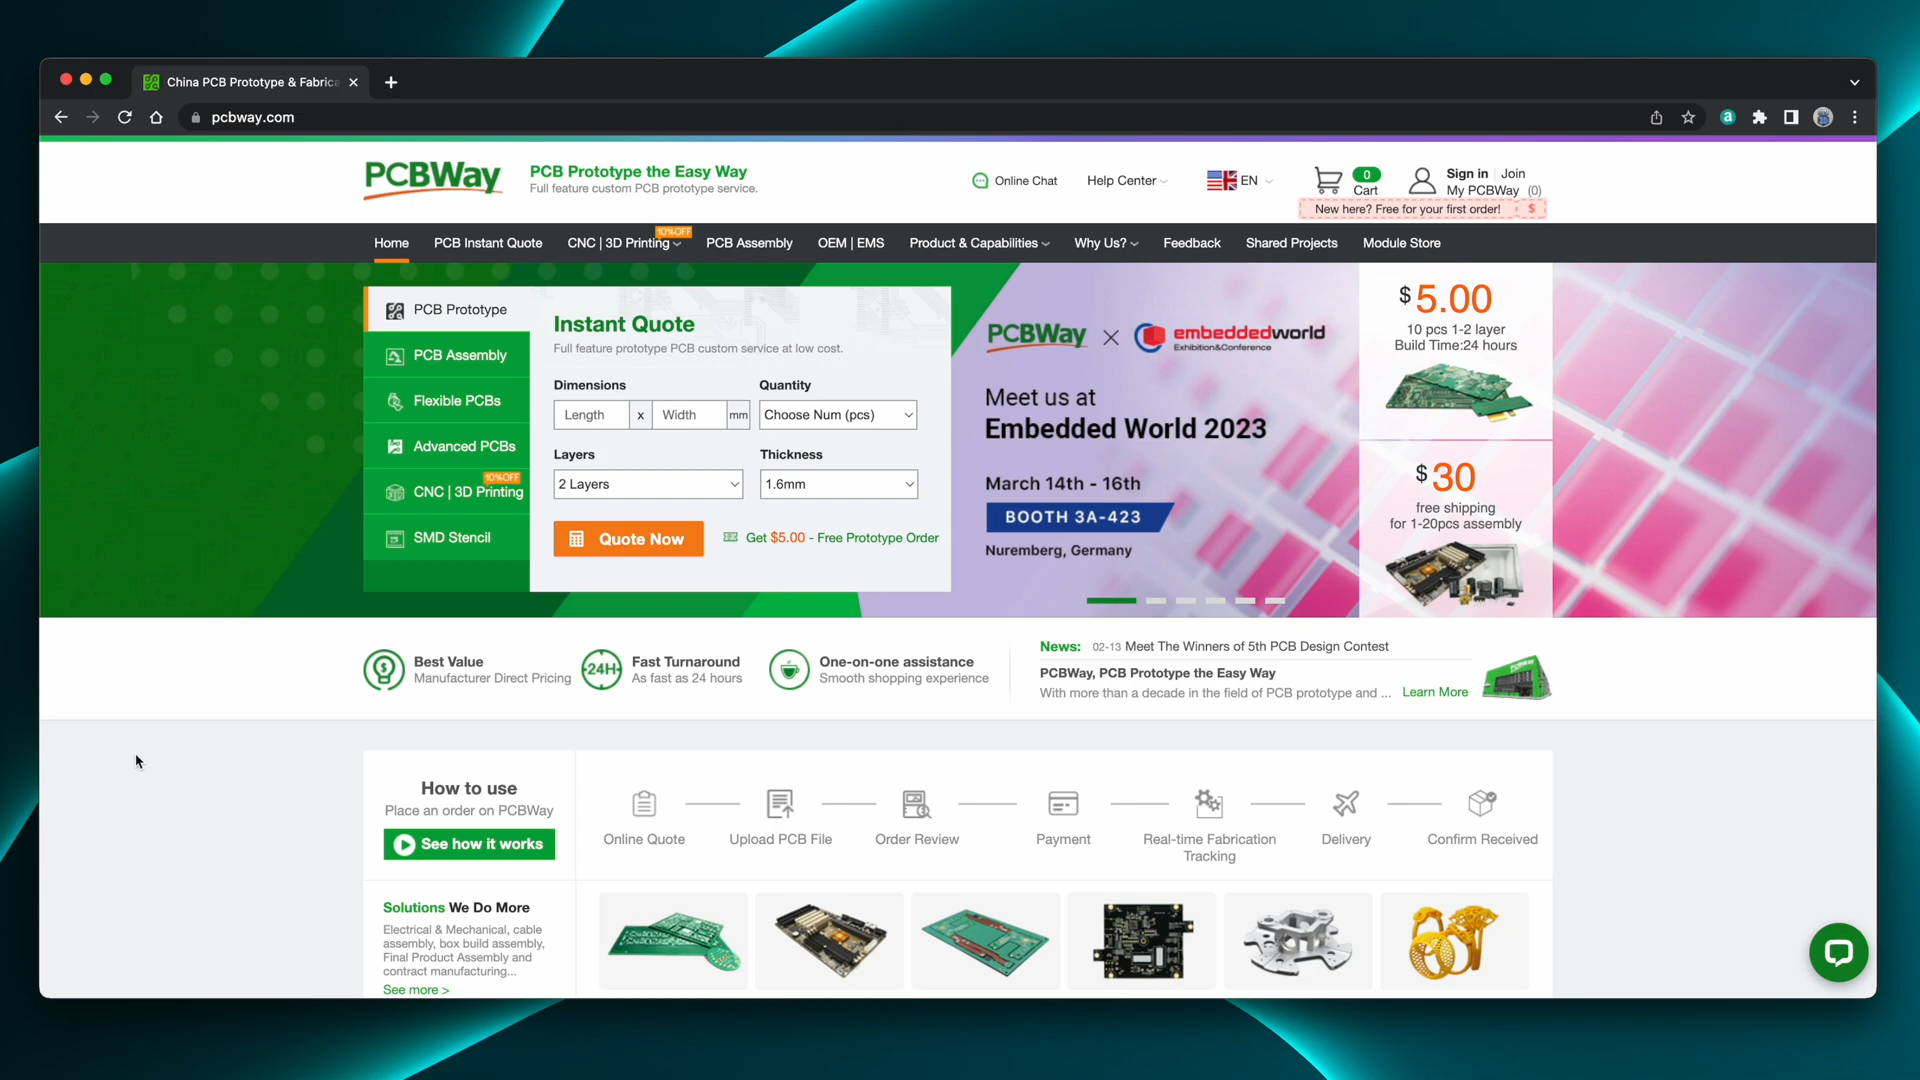 China PCB Prototype & Fabrica
pcbway.com
PCBWay
PCB Prototype the Easy Way
Full feature custom PCB prototype service.
Online Chat
Help Center
EN
0
Cart
Sign in
Join
My PCBWay (0)
New here? Free for your first order! $
Home
PCB Instant Quote
CNC | 3D Printing
10%OFF
PCB Assembly
OEM | EMS
Product & Capabilities
Why Us?
Feedback
Shared Projects
Module Store
PCB Prototype
PCB Assembly
Flexible PCBs
Advanced PCBs
10%OFF
CNC | 3D Printing
SMD Stencil
Instant Quote
Full feature prototype PCB custom service at low cost.
Dimensions
Quantity
Length x Width mm
Choose Num (pcs)
Layers
Thickness
2 Layers
1.6mm
Quote Now
Get $5.00 - Free Prototype Order
PCBWay X embeddedworld
Exhibition&Conference
Meet us at
Embedded World 2023
March 14th - 16th
BOOTH 3A-423
Nuremberg, Germany
$5.00
10 pcs 1-2 layer
Build Time:24 hours
$30
free shipping
for 1-20pcs assembly
Best Value
Manufacturer Direct Pricing
24H
Fast Turnaround
As fast as 24 hours
One-on-one assistance
Smooth shopping experience
News: 02-13 Meet The Winners of 5th PCB Design Contest
PCBWay, PCB Prototype the Easy Way
With more than a decade in the field of PCB prototype and ... Learn More
How to use
Place an order on PCBWay
See how it works
Online Quote
Upload PCB File
Order Review
Payment
Real-time Fabrication
Tracking
Delivery
Confirm Received
Solutions We Do More
Electrical & Mechanical, cable
assembly, box build assembly,
Final Product Assembly and
contract manufacturing...
See more >